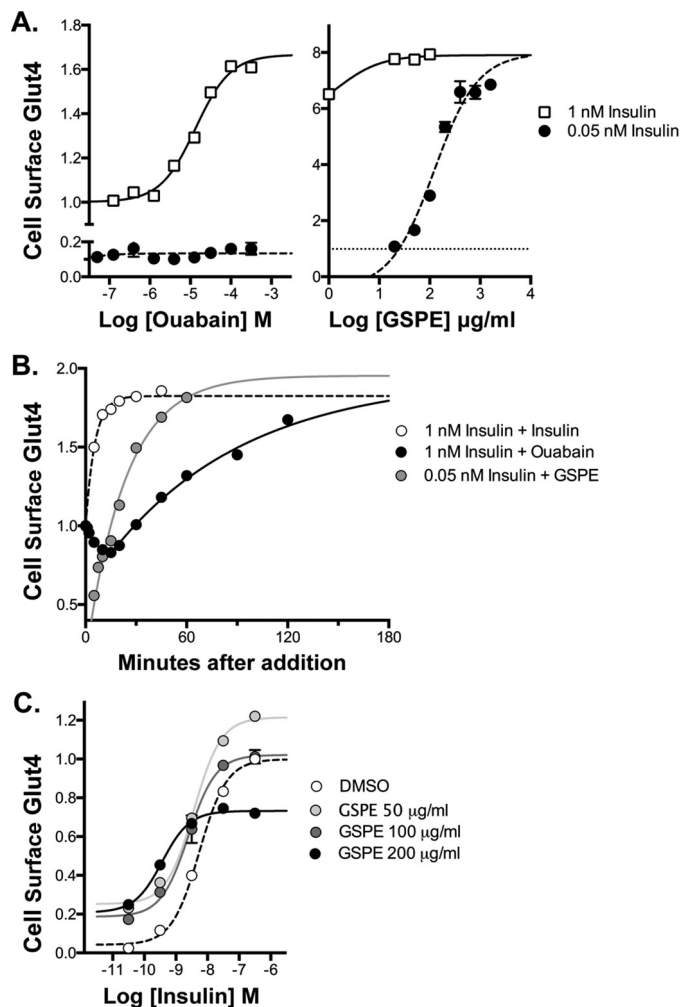 A.
Cell Surface Glut4
1.8
1.6
1.4
1.2
1.0
0.2
0.0
-7 -6 -5 -4 -3
Log [Ouabain] M
8
6
4
2
0
0 1 2 3 4
Log [GSPE] µg/ml
1 nM Insulin
0.05 nM Insulin
B.
Cell Surface Glut4
2.0
1.5
1.0
0.5
0 60 120 180
Minutes after addition
1 nM Insulin + Insulin
1 nM Insulin + Ouabain
0.05 nM Insulin + GSPE
C.
Cell Surface Glut4
1.2
1.0
0.8
0.6
0.4
0.2
0.0
-11 -10 -9 -8 -7 -6
Log [Insulin] M
DMSO
GSPE 50 µg/ml
GSPE 100 µg/ml
GSPE 200 µg/ml